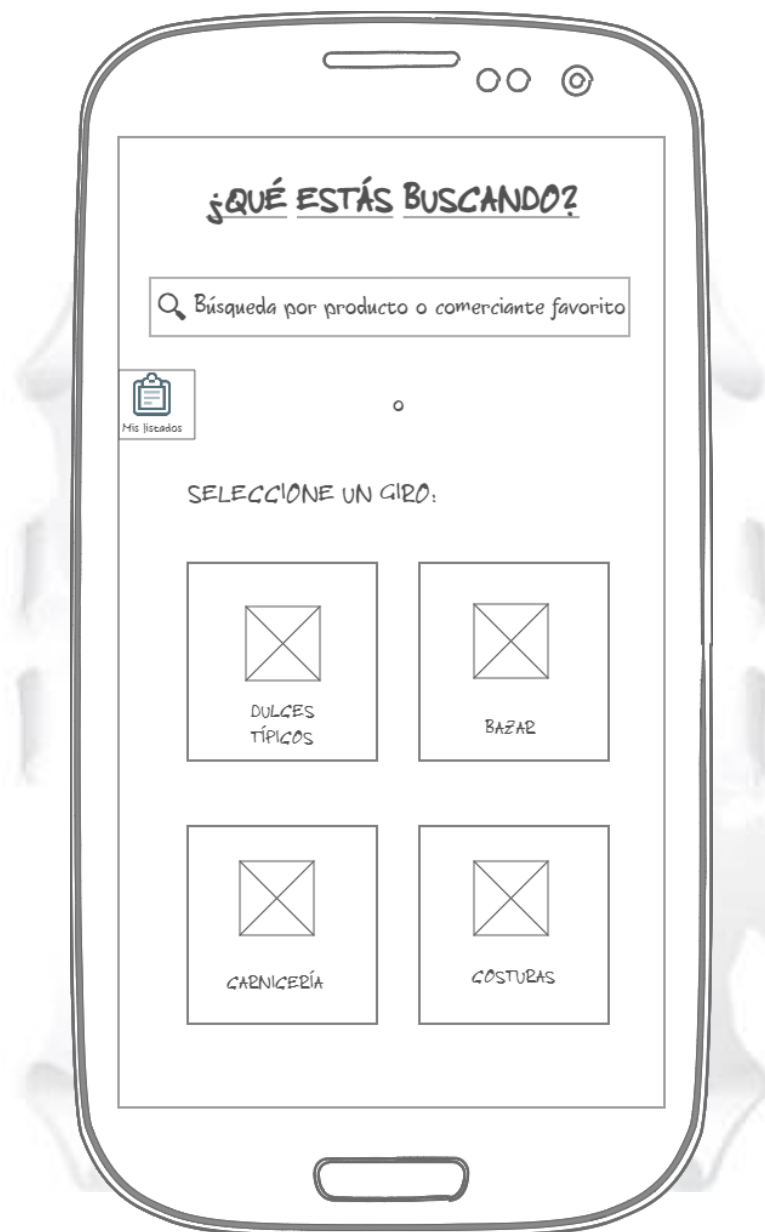 ¿QUÉ ESTÁS BUSCANDO?
Búsqueda por producto o comerciante favorito
Mis listados
o
SELECCIONE UN GIRO:
DULCES
TÍPICOS
BAZAR
CARNICERÍA
COSTURAS